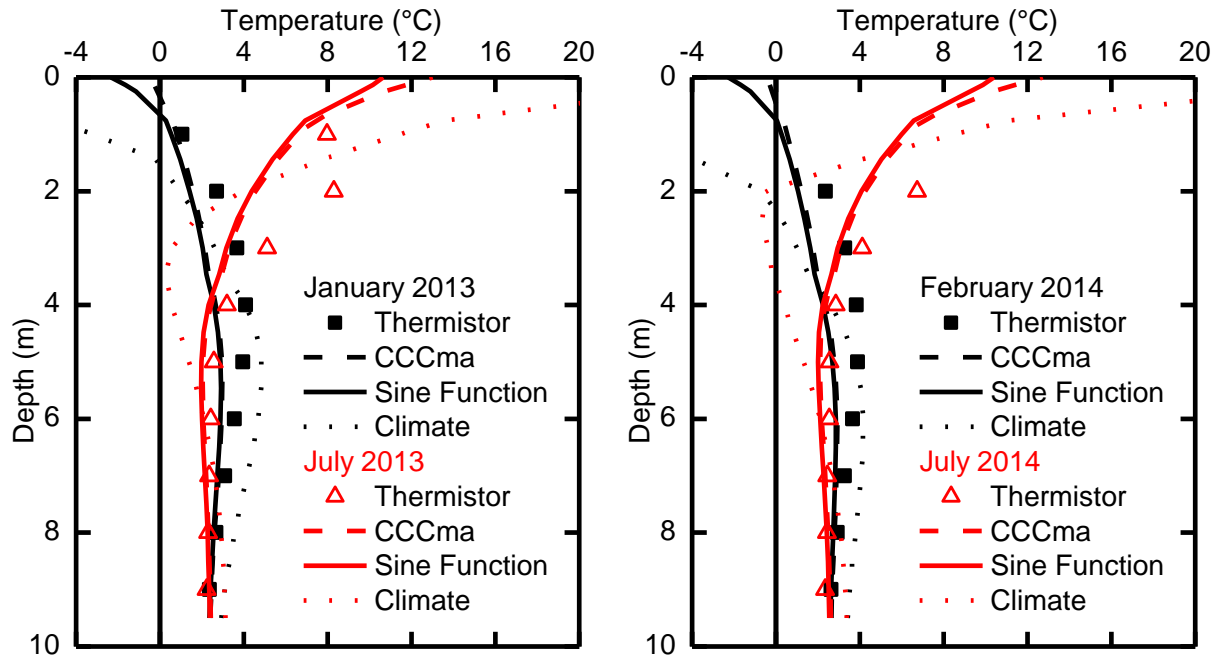 Temperature (°C)
-4 0 4 8 12 16 20
0
2
4
6
8
10
Depth (m)
January 2013
Thermistor
CCCma
Sine Function
Climate
July 2013
Thermistor
CCCma
Sine Function
Climate
Temperature (°C)
-4 0 4 8 12 16 20
0
2
4
6
8
10
Depth (m)
February 2014
Thermistor
CCCma
Sine Function
Climate
July 2014
Thermistor
CCCma
Sine Function
Climate